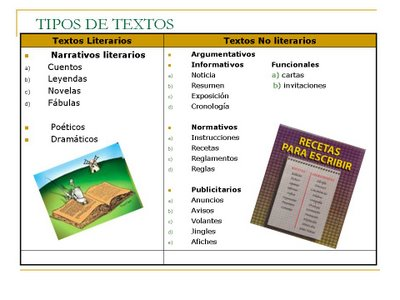 TIPOS DE TEXTOS
Textos Literarios
Narrativos literarios
a) Cuentos
b) Leyendas
c) Novelas
d) Fábulas
Poéticos
Dramáticos
Textos No literarios
Argumentativos
Informativos
a) Noticia
b) Resumen
c) Exposición
d) Cronología
Funcionales
a) cartas
b) invitaciones
Normativos
a) Instrucciones
b) Recetas
c) Reglamentos
d) Reglas
Publicitarios
a) Anuncios
b) Avisos
c) Volantes
d) Jingles
e) Afiches
RECETAS
PARA ESCRIBIR